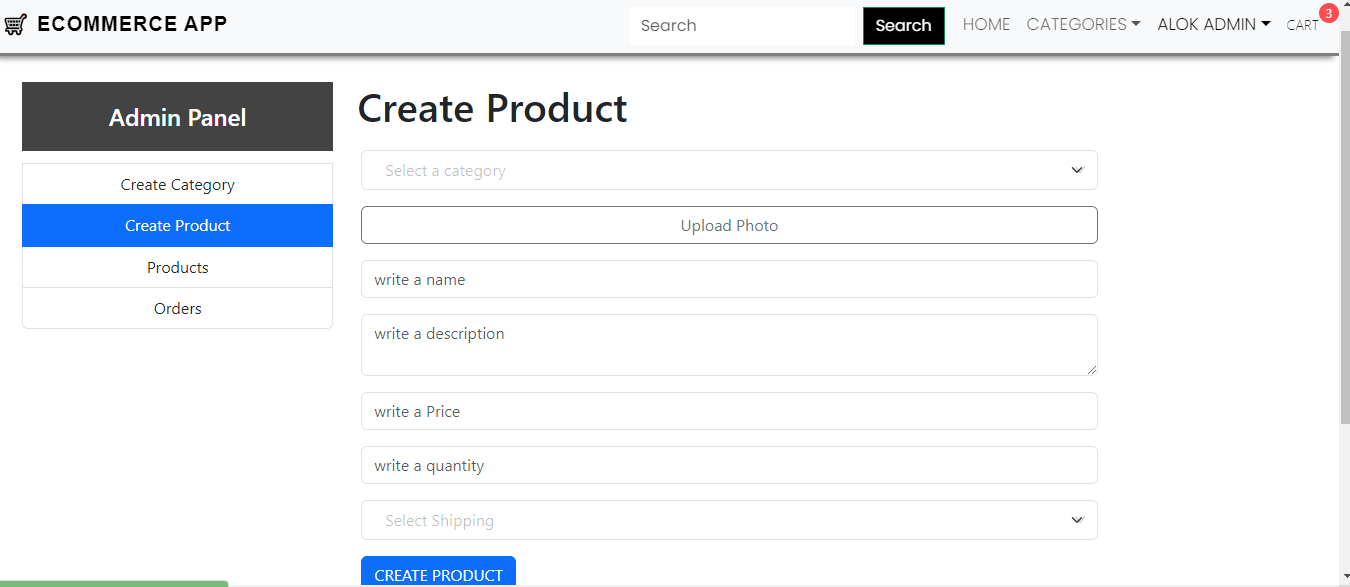 ECOMMERCE APP
Search
Search
HOME
CATEGORIES
ALOK ADMIN
CART
3
Admin Panel
Create Category
Create Product
Products
Orders
Create Product
Select a category
Upload Photo
write a name
write a description
write a Price
write a quantity
Select Shipping
CREATE PRODUCT